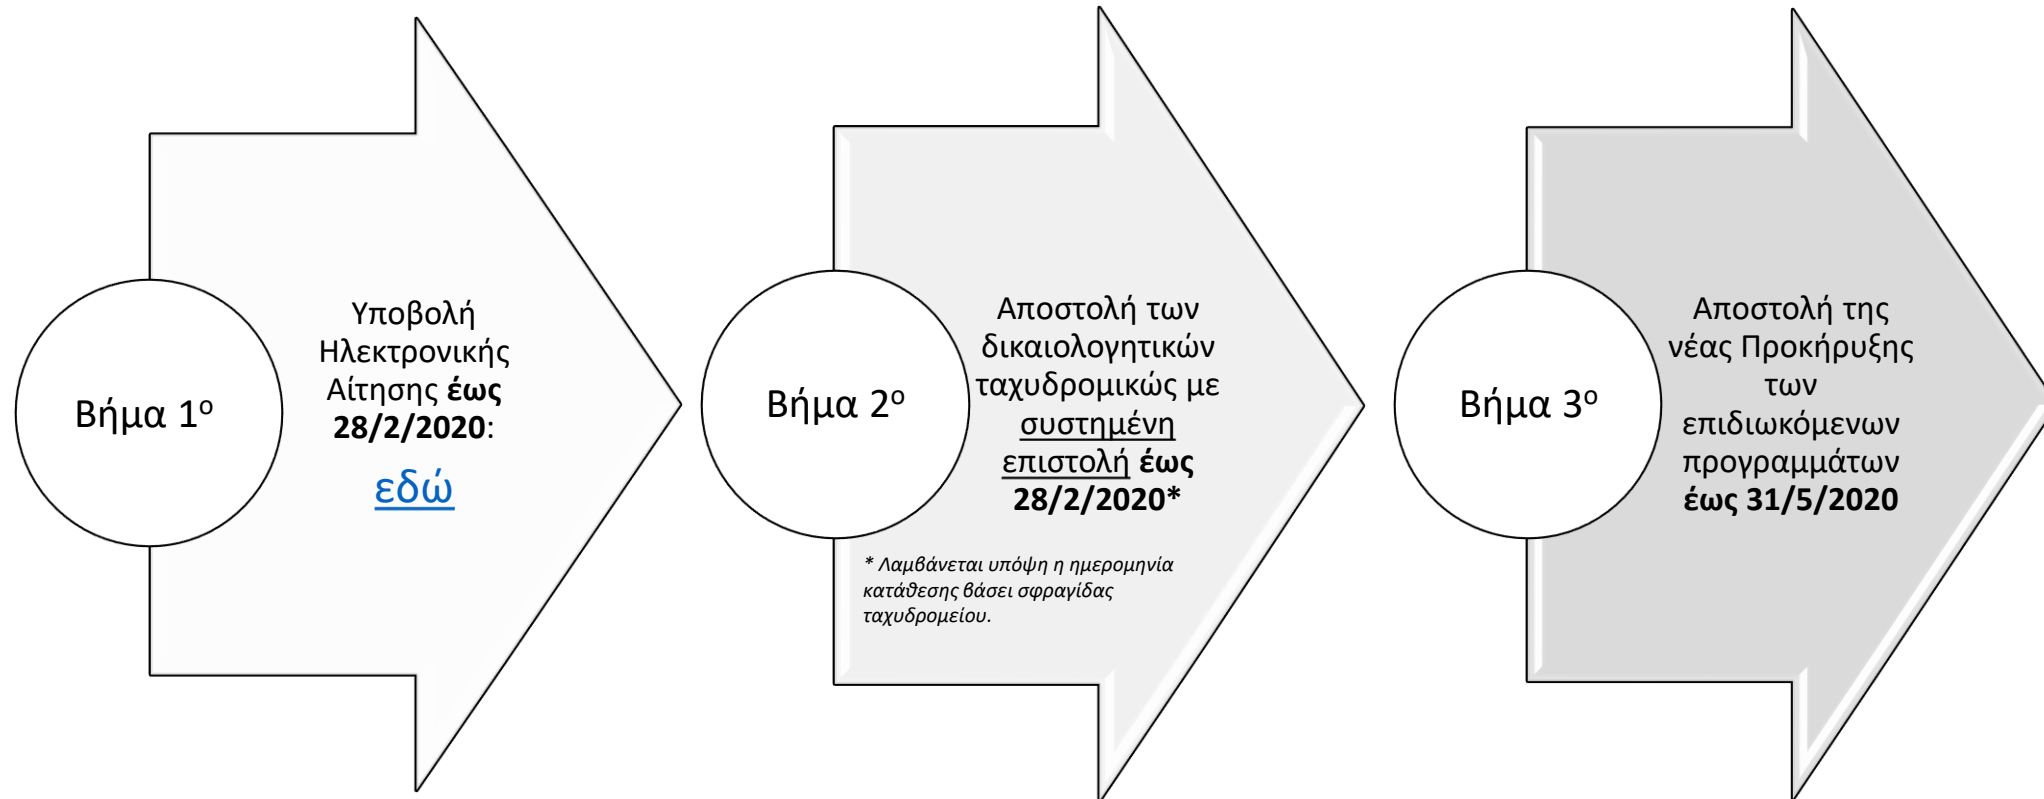 Βήμα 1ο
Υποβολή
Ηλεκτρονικής
Αίτησης έως
28/2/2020:
εδώ
Βήμα 2ο
Αποστολή των
δικαιολογητικών
ταχυδρομικώς με
συστημένη
επιστολή έως
28/2/2020*
* Λαμβάνεται υπόψη η ημερομηνία
κατάθεσης βάσει σφραγίδας
ταχυδρομείου.
Βήμα 3ο
Αποστολή της
νέας Προκήρυξης
των
επιδιωκόμενων
προγραμμάτων
έως 31/5/2020